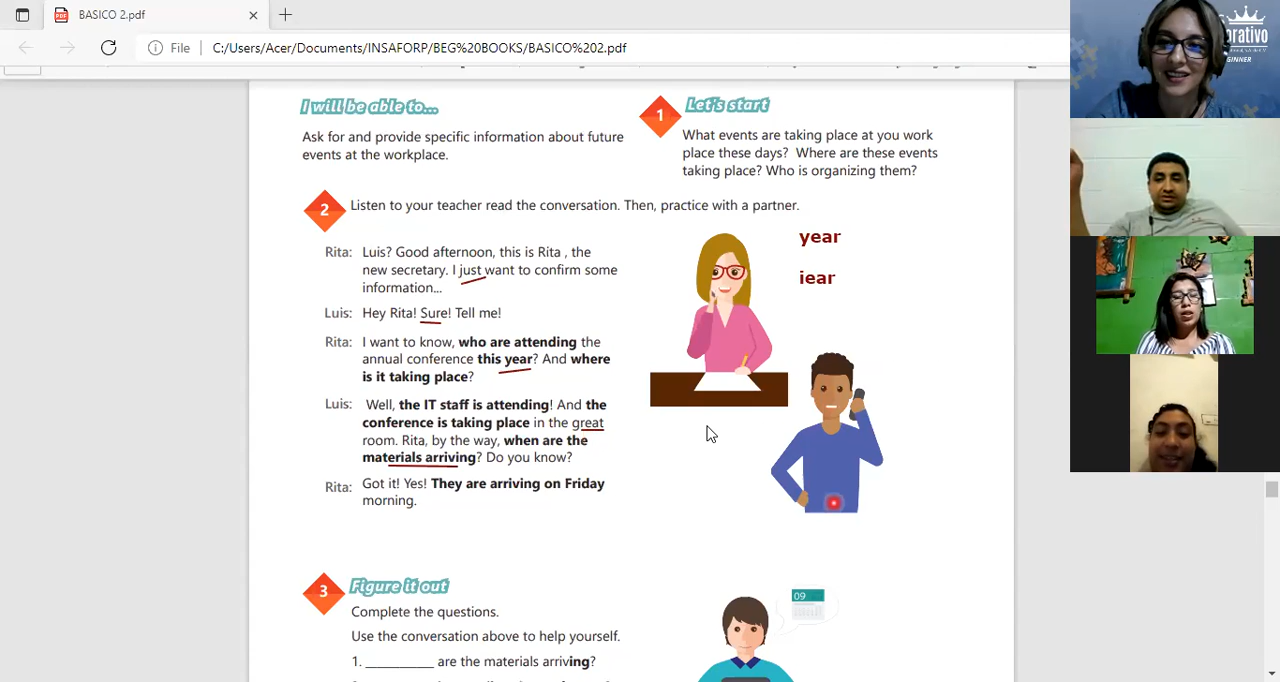 BASICO 2.pdf
File
C:/Users/Acer/Documents/INSAFORP/BEG%20BOOKS/BASICO%202.pdf
I will be able to...
Ask for and provide specific information about future
events at the workplace.
1
Let's start
What events are taking place at you work
place these days? Where are these events
taking place? Who is organizing them?
2
Listen to your teacher read the conversation. Then, practice with a partner.
Rita: Luis? Good afternoon, this is Rita , the
new secretary. I just want to confirm some
information...
Luis: Hey Rita! Sure! Tell me!
Rita: I want to know, who are attending the
annual conference this year? And where
is it taking place?
Luis: Well, the IT staff is attending! And the
conference is taking place in the great
room. Rita, by the way, when are the
materials arriving? Do you know?
Rita: Got it! Yes! They are arriving on Friday
morning.
year
iear
3
Figure it out
Complete the questions.
Use the conversation above to help yourself.
1. __________ are the materials arriving?
09
orativo
GINNER